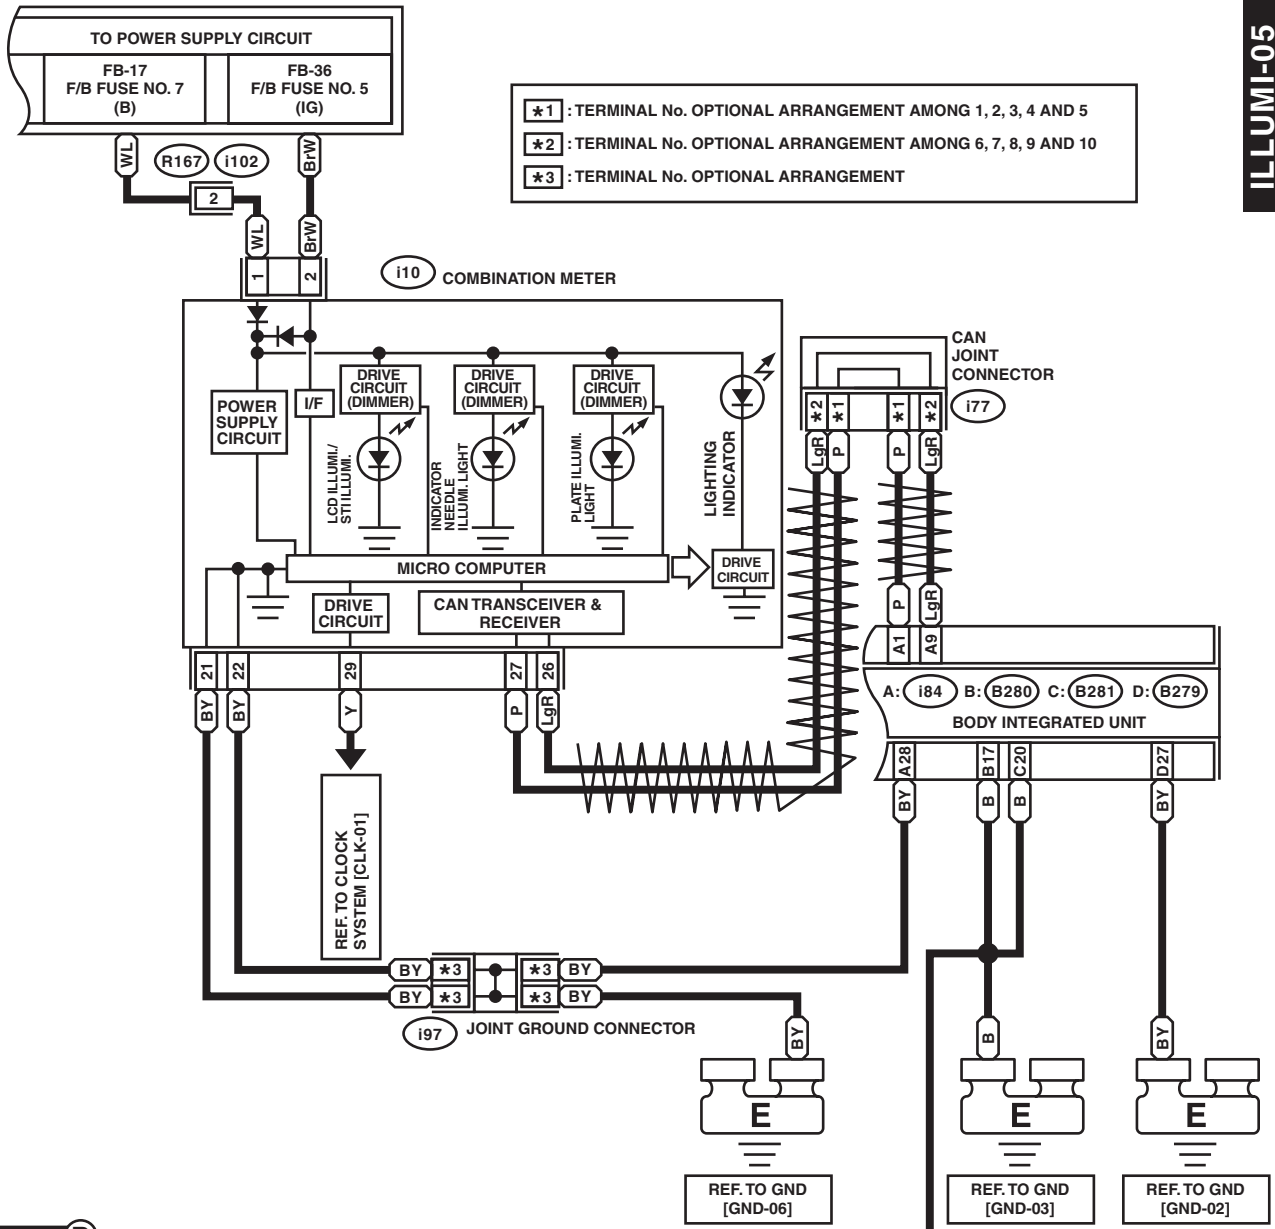 ILLUMI-05
TO POWER SUPPLY CIRCUIT
FB-17
F/B FUSE NO. 7
(B)
FB-36
F/B FUSE NO. 5
(IG)
*1 : TERMINAL No. OPTIONAL ARRANGEMENT AMONG 1, 2, 3, 4 AND 5
*2 : TERMINAL No. OPTIONAL ARRANGEMENT AMONG 6, 7, 8, 9 AND 10
*3 : TERMINAL No. OPTIONAL ARRANGEMENT
WL
R167
i102
BrW
2
WL
BrW
1
2
i10
COMBINATION METER
POWER
SUPPLY
CIRCUIT
I/F
DRIVE
CIRCUIT
(DIMMER)
DRIVE
CIRCUIT
(DIMMER)
DRIVE
CIRCUIT
(DIMMER)
LCD ILLUMI./
STI ILLUMI.
INDICATOR
NEEDLE
ILLUMI. LIGHT
PLATE ILLUMI.
LIGHT
LIGHTING
INDICATOR
MICRO COMPUTER
DRIVE
CIRCUIT
DRIVE
CIRCUIT
CAN TRANSCEIVER &
RECEIVER
CAN
JOINT
CONNECTOR
i77
*2
*1
*1
*2
LgR
P
P
LgR
P
LgR
A1
A9
A:
i84
B:
B280
C:
B281
D:
B279
BODY INTEGRATED UNIT
A28
B17
C20
D27
BY
B
B
BY
21
22
29
27
26
BY
BY
Y
P
LgR
REF. TO CLOCK
SYSTEM [CLK-01]
BY
*3
*3
BY
BY
*3
*3
BY
i97
JOINT GROUND CONNECTOR
BY
B
BY
E
E
E
REF. TO GND
[GND-06]
REF. TO GND
[GND-03]
REF. TO GND
[GND-02]